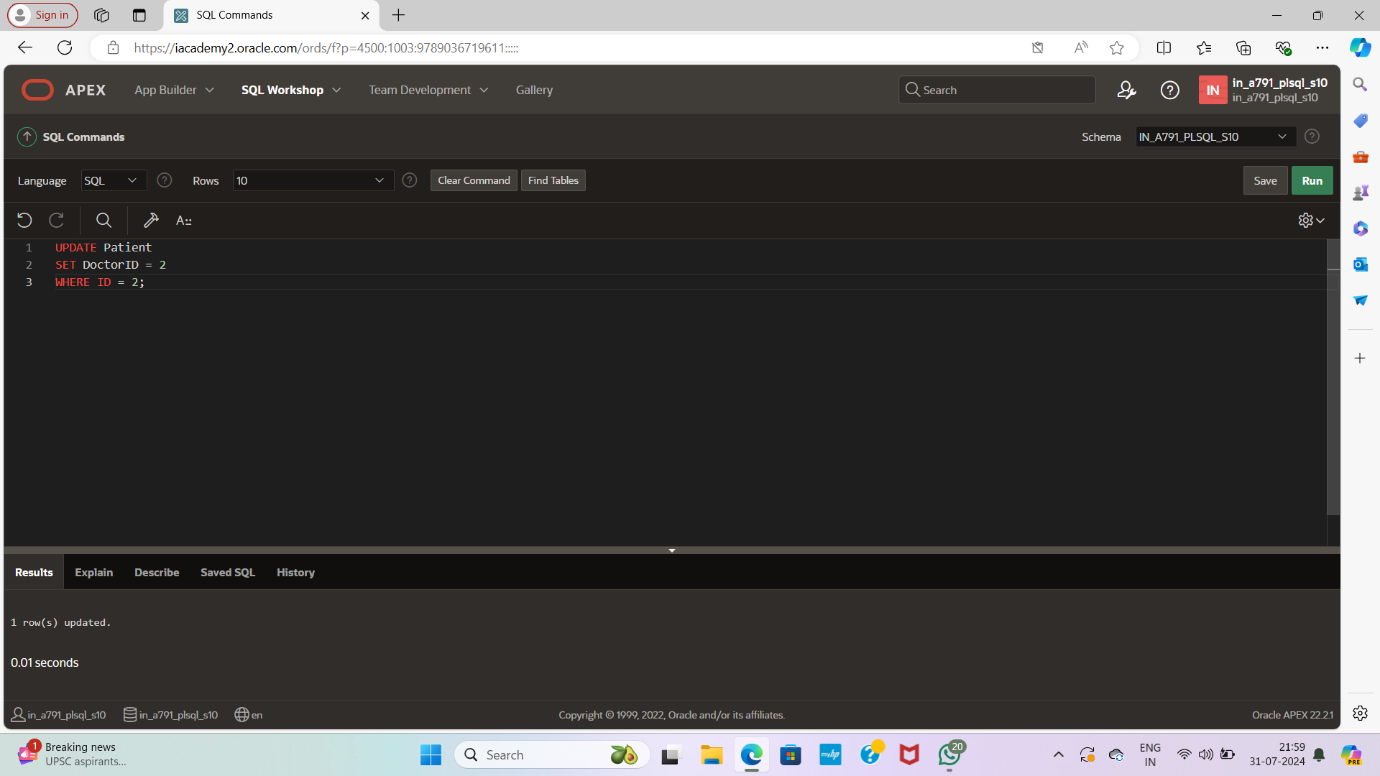 Sign in
SQL Commands
https://iacademy2.oracle.com/ords/f?p=4500:1003:9789036719611:::::
APEX App Builder SQL Workshop Team Development Gallery
Search
IN in_a791_plsql_s10
in_a791_plsql_s10
SQL Commands
Schema IN_A791_PLSQL_S10
Language SQL Rows 10 Clear Command Find Tables Save Run
A::
1 UPDATE Patient
2 SET DoctorID = 2
3 WHERE ID = 2;
Results Explain Describe Saved SQL History
1 row(s) updated.
0.01 seconds
in_a791_plsql_s10 in_a791_plsql_s10 en Copyright © 1999, 2022, Oracle and/or its affiliates. Oracle APEX 22.2.1
1 Breaking news
UPSC aspirants...
Search
myhp
20
ENG
IN
21:59
31-07-2024
PRE